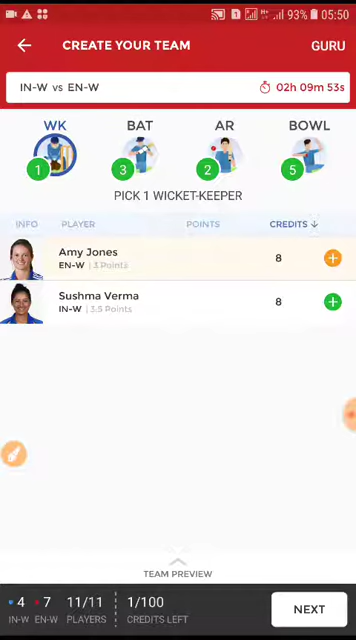 93% 05:50
CREATE YOUR TEAM GURU
IN-W vs EN-W 02h 09m 53s
WK BAT AR BOWL
1 3 2 5
PICK 1 WICKET-KEEPER
INFO PLAYER POINTS CREDITS ↓
Amy Jones
EN-W | 3 Points 8
Sushma Verma
IN-W | 3.5 Points 8
TEAM PREVIEW
4 7 11/11 1/100 NEXT
IN-W EN-W PLAYERS CREDITS LEFT